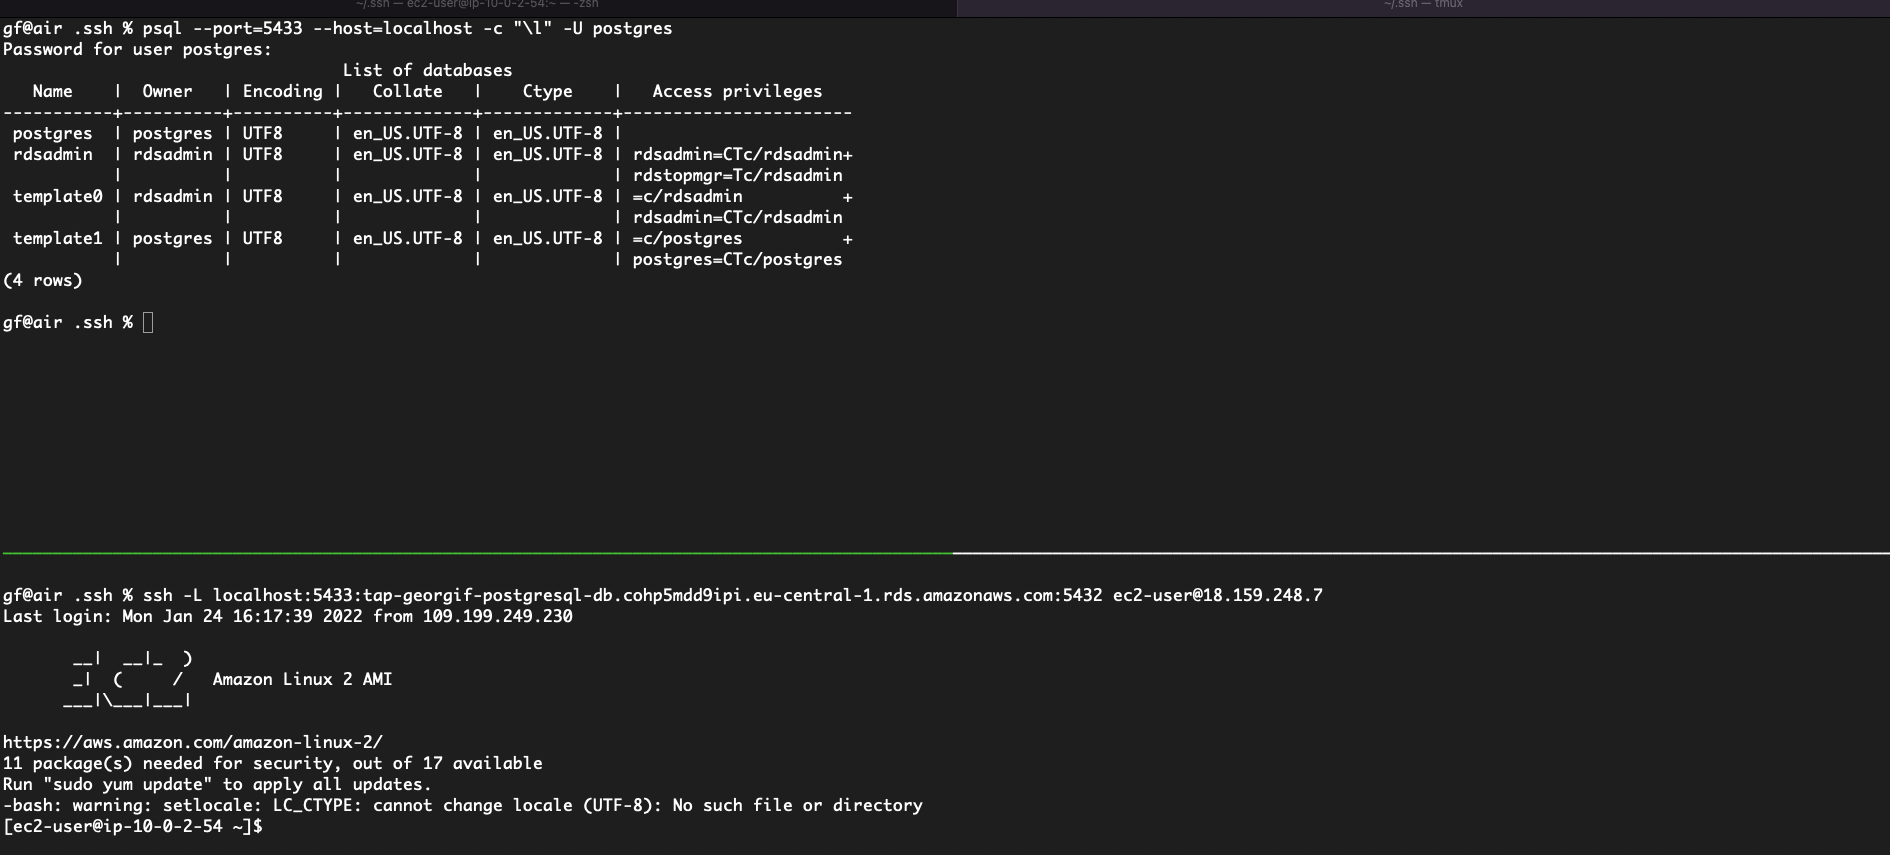 ~/.ssh — ec2-user@ip-10-0-2-54:~ — -zsh
~/.ssh — tmux
gf@air .ssh % psql --port=5433 --host=localhost -c "\l" -U postgres
Password for user postgres:
                                  List of databases
   Name    |  Owner   | Encoding |   Collate   |    Ctype    |   Access privileges
-----------+----------+----------+-------------+-------------+-----------------------
 postgres  | postgres | UTF8     | en_US.UTF-8 | en_US.UTF-8 |
 rdsadmin  | rdsadmin | UTF8     | en_US.UTF-8 | en_US.UTF-8 | rdsadmin=CTc/rdsadmin+
           |          |          |             |             | rdstopmgr=Tc/rdsadmin
 template0 | rdsadmin | UTF8     | en_US.UTF-8 | en_US.UTF-8 | =c/rdsadmin          +
           |          |          |             |             | rdsadmin=CTc/rdsadmin
 template1 | postgres | UTF8     | en_US.UTF-8 | en_US.UTF-8 | =c/postgres          +
           |          |          |             |             | postgres=CTc/postgres
(4 rows)
gf@air .ssh %
gf@air .ssh % ssh -L localhost:5433:tap-georgif-postgresql-db.cohp5mdd9ipi.eu-central-1.rds.amazonaws.com:5432 ec2-user@18.159.248.7
Last login: Mon Jan 24 16:17:39 2022 from 109.199.249.230
       __|  __|_  )
       _|  (     /   Amazon Linux 2 AMI
      ___|\___|___|
https://aws.amazon.com/amazon-linux-2/
11 package(s) needed for security, out of 17 available
Run "sudo yum update" to apply all updates.
-bash: warning: setlocale: LC_CTYPE: cannot change locale (UTF-8): No such file or directory
[ec2-user@ip-10-0-2-54 ~]$